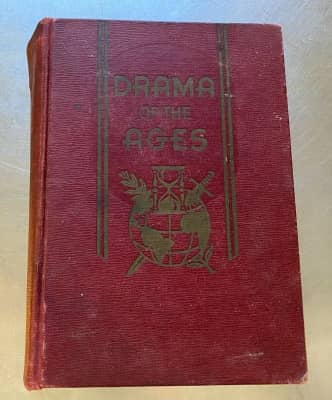 DRAMA
OF THE
AGES